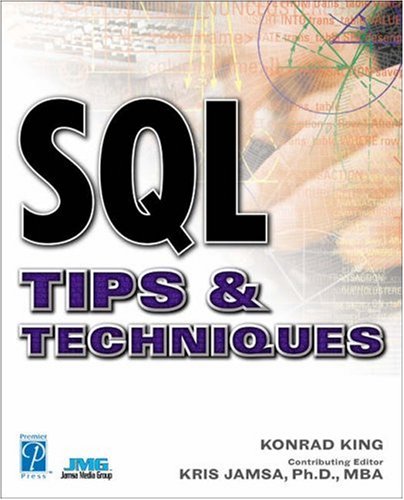 SQL
TIPS &
TECHNIQUES
KONRAD KING
Contributing Editor
KRIS JAMSA, Ph.D., MBA
Premier
P
Press
JMG
Jamsa Media Group